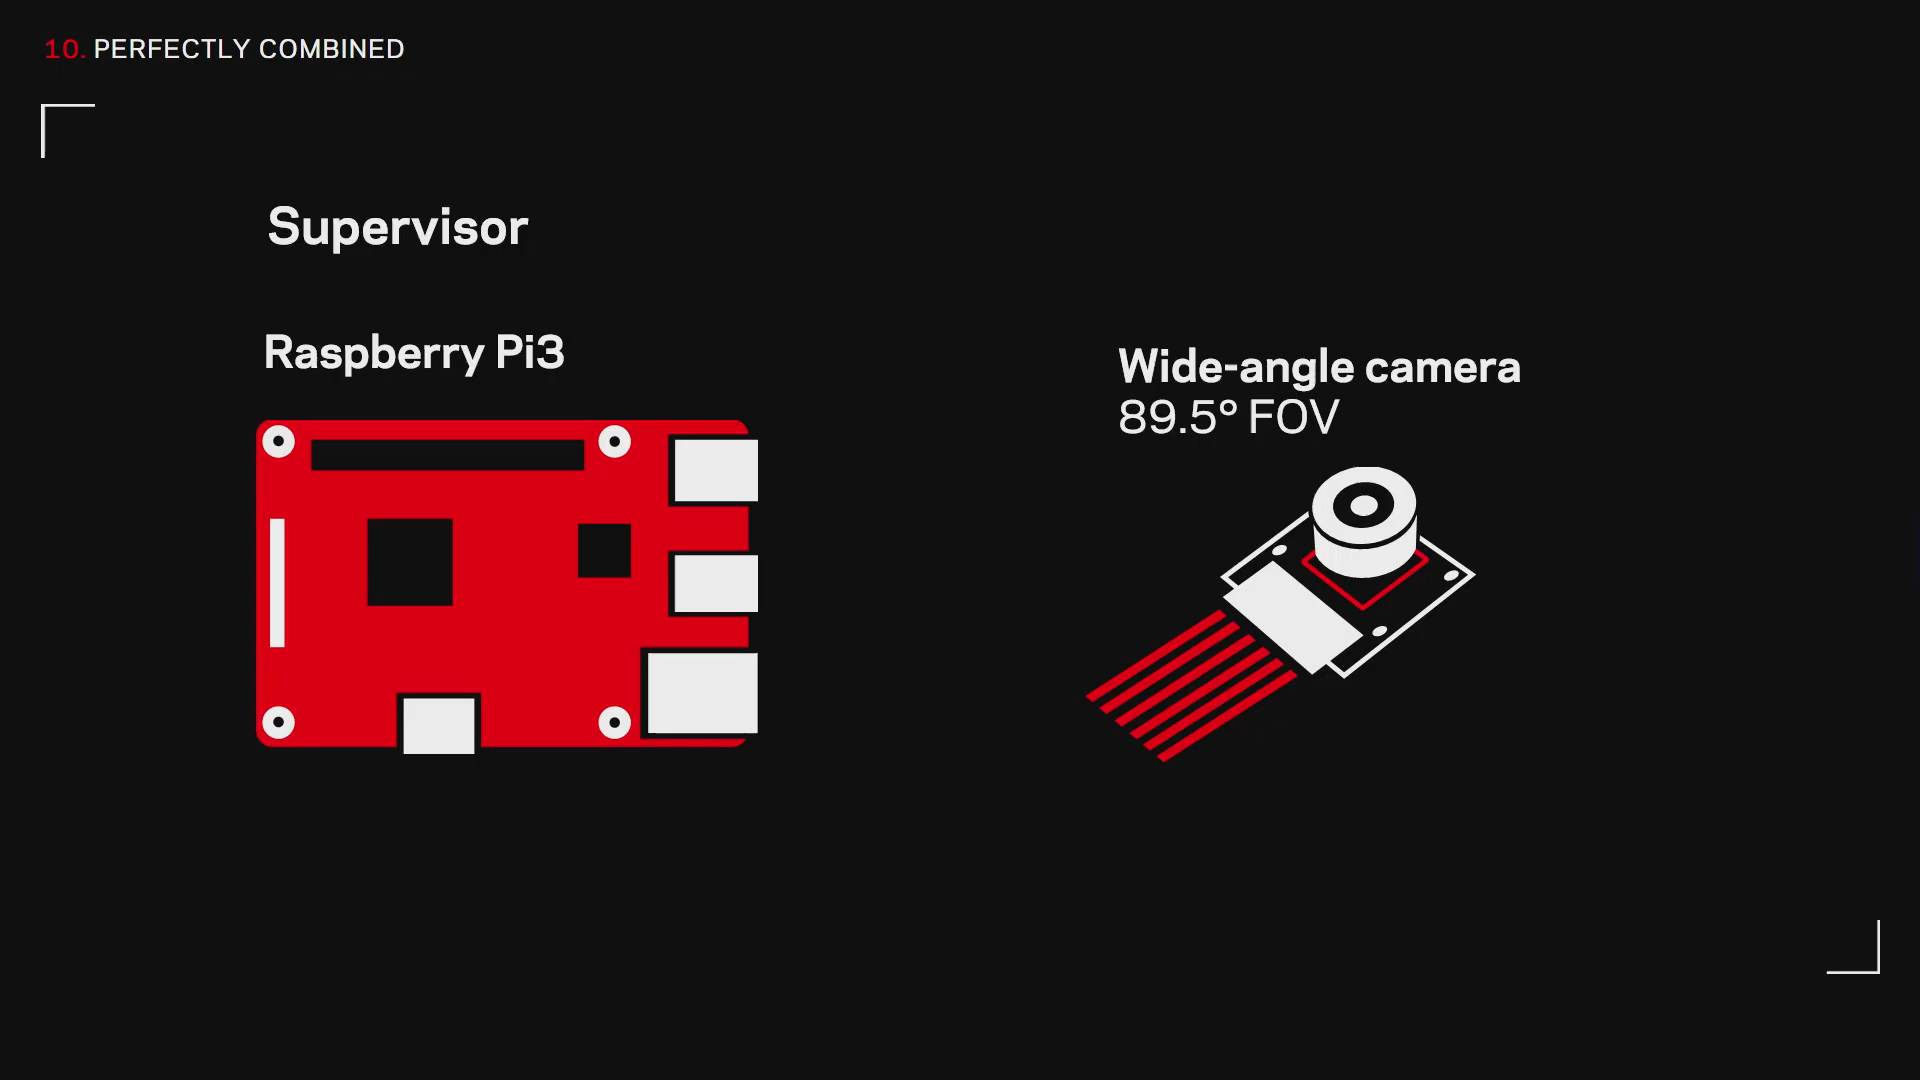 10. PERFECTLY COMBINED
Supervisor
Raspberry Pi3
Wide-angle camera
89.5° FOV